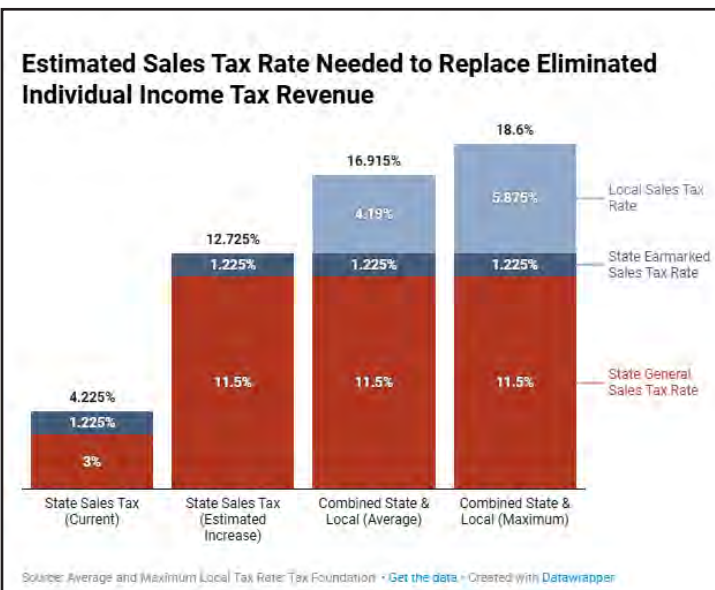 Estimated Sales Tax Rate Needed to Replace Eliminated
Individual Income Tax Revenue
18.6%
16.915%
5.875%
Local Sales Tax
Rate
4.19%
12.725%
State Earmarked
Sales Tax Rate
1.225%
1.225%
1.225%
11.5%
11.5%
11.5%
State General
Sales Tax Rate
4.225%
1.225%
3%
State Sales Tax
(Current)
State Sales Tax
(Estimated
Increase)
Combined State &
Local (Average)
Combined State &
Local (Maximum)
Source: Average and Maximum Local Tax Rate: Tax Foundation • Get the data • Created with Datawrapper